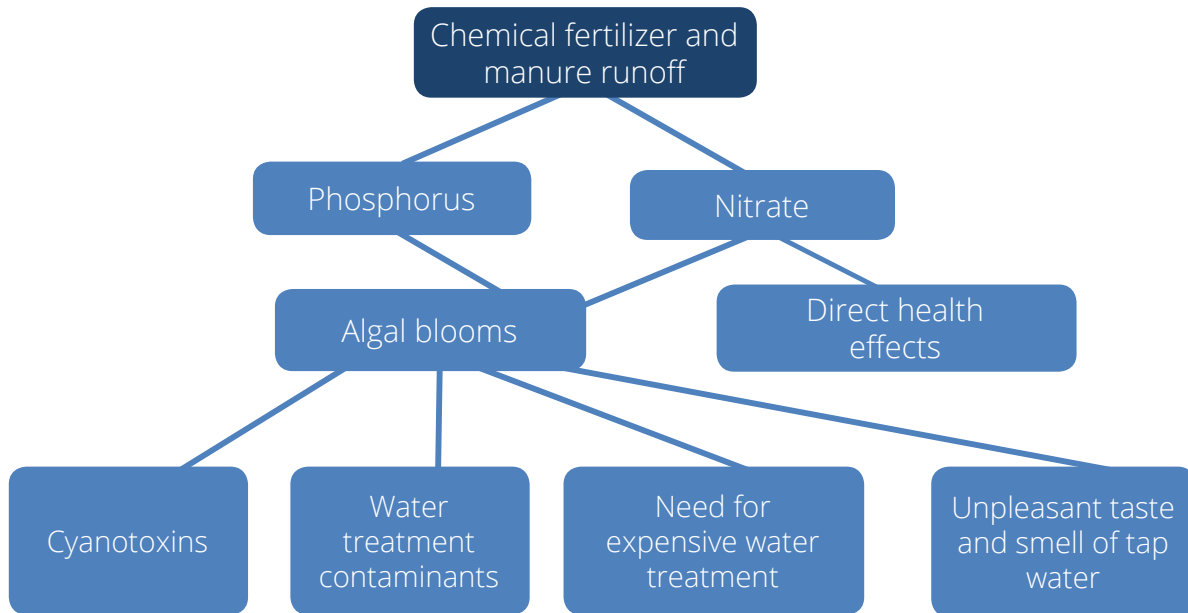 Chemical fertilizer and
manure runoff
Phosphorus
Nitrate
Algal blooms
Direct health
effects
Cyanotoxins
Water
treatment
contaminants
Need for
expensive water
treatment
Unpleasant taste
and smell of tap
water